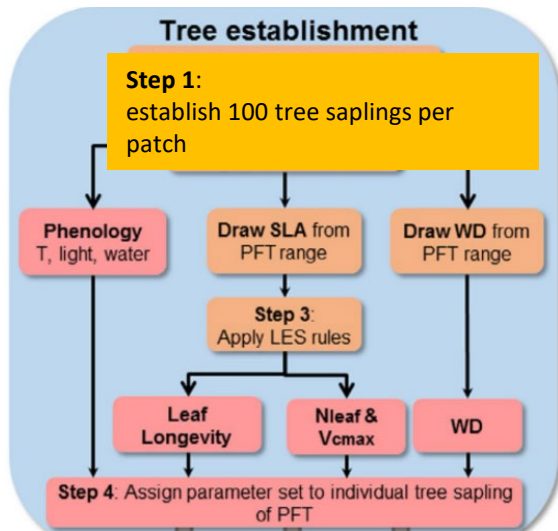 Tree establishment
Step 1:
establish 100 tree saplings per
patch
Phenology
T, light, water
Draw SLA from
PFT range
Draw WD from
PFT range
Step 3:
Apply LES rules
Leaf
Longevity
Nleaf &
Vcmax
WD
Step 4: Assign parameter set to individual tree sapling
of PFT